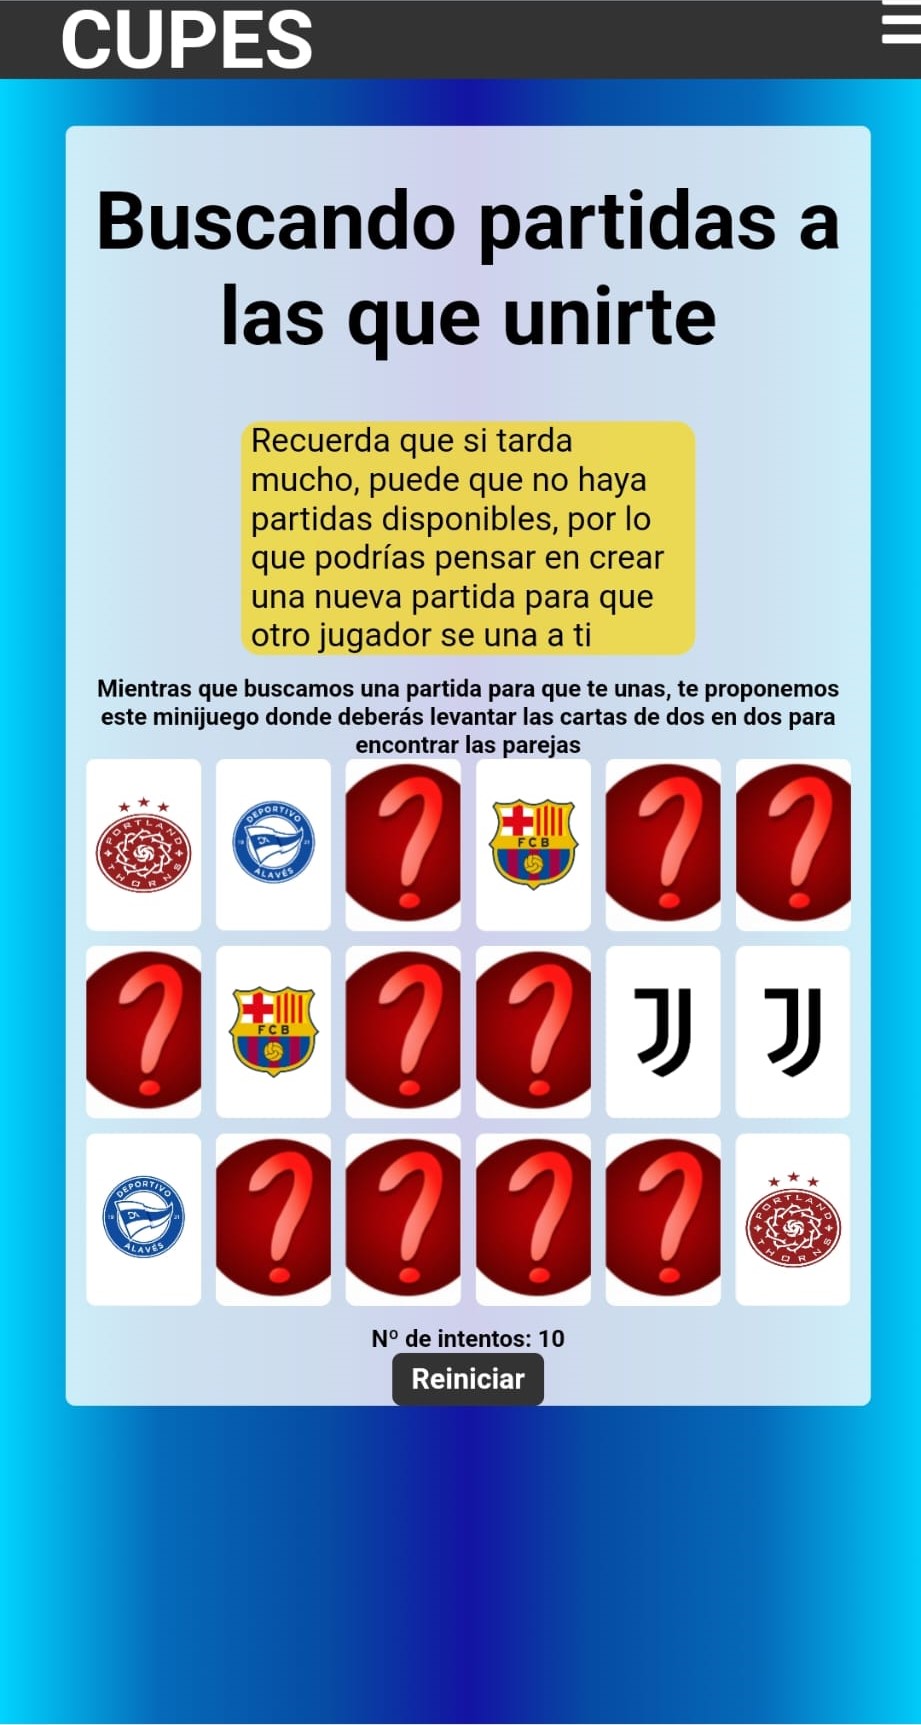 CUPES
Buscando partidas a
las que unirte
Recuerda que si tarda
mucho, puede que no haya
partidas disponibles, por lo
que podrías pensar en crear
una nueva partida para que
otro jugador se una a ti
Mientras que buscamos una partida para que te unas, te proponemos
este minijuego donde deberás levantar las cartas de dos en dos para
encontrar las parejas
PORTLAND
THORNS
DEPORTIVO
ALAVÉS
?
FCB
?
?
?
FCB
?
?
J
J
DEPORTIVO
ALAVÉS
?
?
?
?
PORTLAND
THORNS
Nº de intentos: 10
Reiniciar